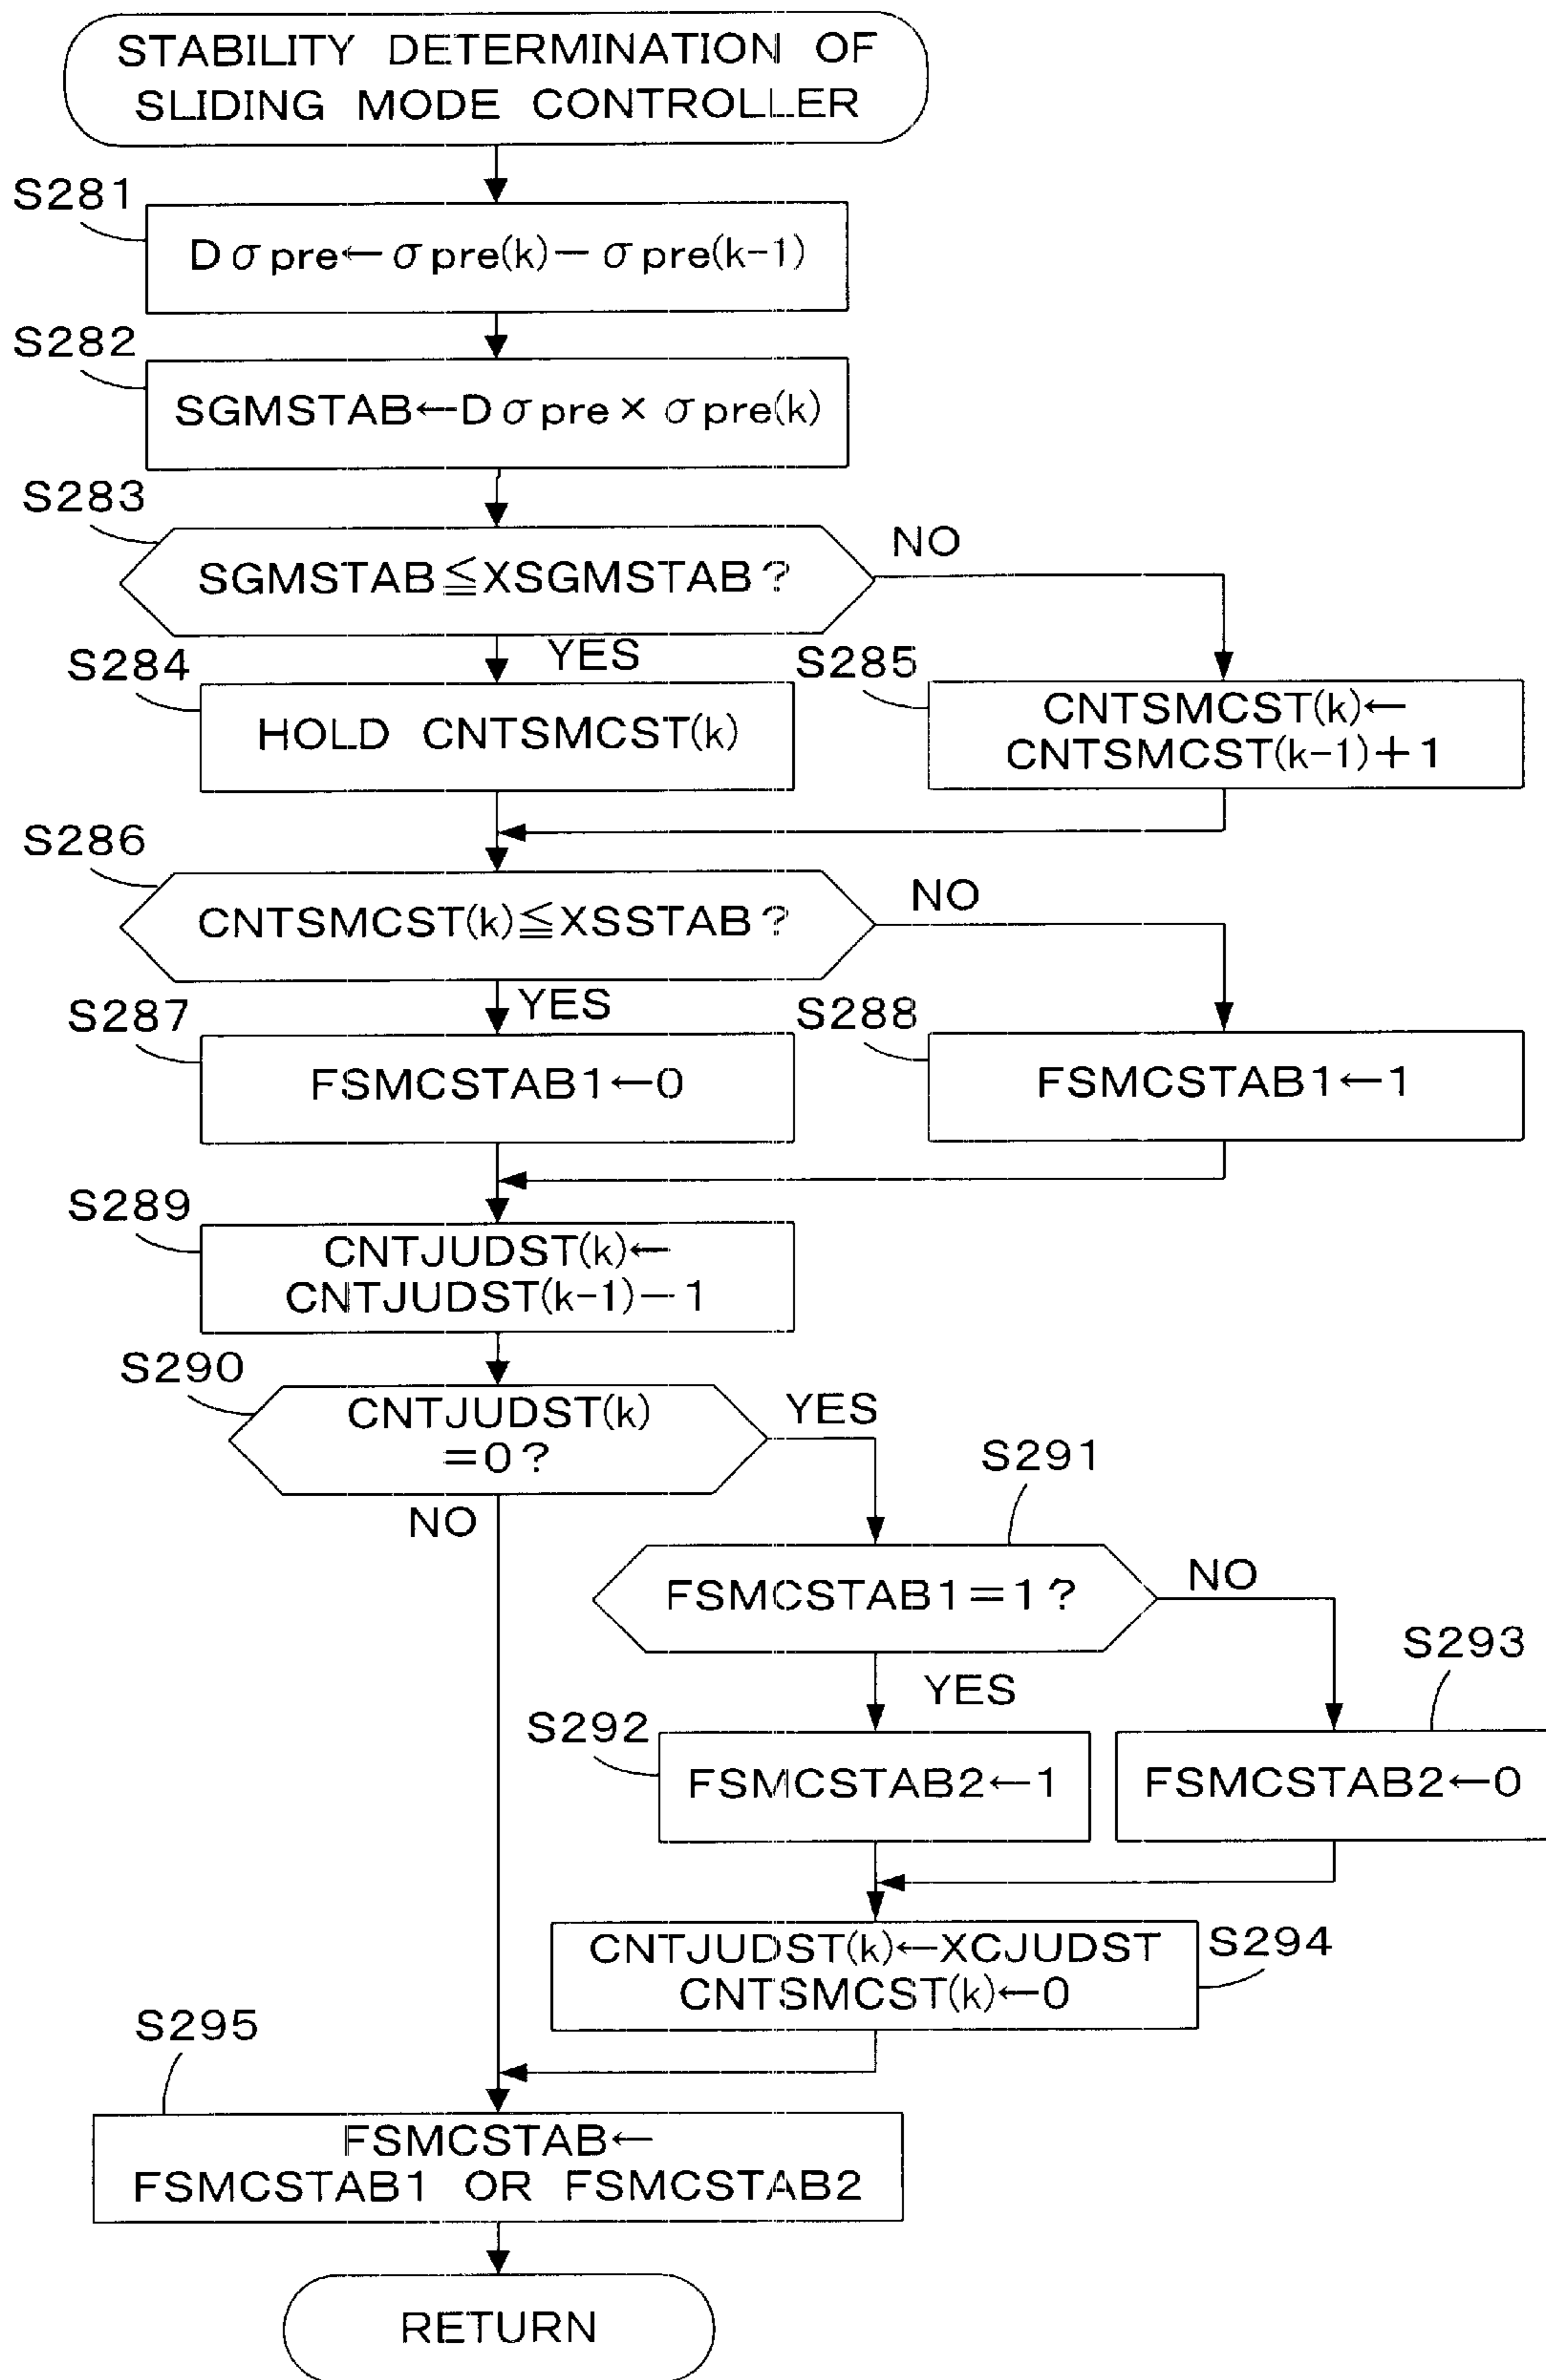 STABILITY DETERMINATION OF
SLIDING MODE CONTROLLER
S281
Dσpre←σpre(k)−σpre(k-1)
S282
SGMSTAB←Dσpre×σpre(k)
S283
SGMSTAB≦XSGMSTAB?
NO
YES
S284
HOLD CNTSMCST(k)
S285
CNTSMCST(k)←
CNTSMCST(k-1)+1
S286
CNTSMCST(k)≦XSSTAB?
NO
YES
S287
FSMCSTAB1←0
S288
FSMCSTAB1←1
S289
CNTJUDST(k)←
CNTJUDST(k-1)−1
S290
CNTJUDST(k)
=0?
YES
NO
S291
FSMCSTAB1=1?
NO
YES
S292
FSMCSTAB2←1
S293
FSMCSTAB2←0
S294
CNTJUDST(k)←XCJUDST
CNTSMCST(k)←0
S295
FSMCSTAB←
FSMCSTAB1 OR FSMCSTAB2
RETURN